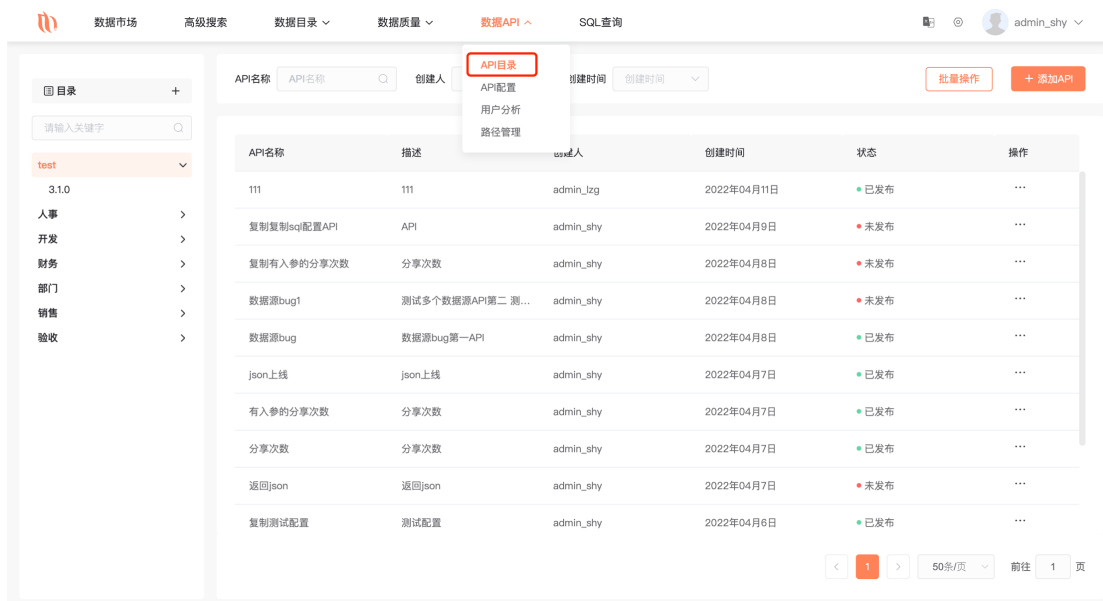 数据市场 高级搜索 数据目录 数据质量 数据API SQL查询 admin_shy
API目录
API配置
用户分析
路径管理
目录 +
请输入关键字
test
3.1.0
人事
开发
财务
部门
销售
验收
API名称 API名称 创建人 创建时间 创建时间 批量操作 + 添加API
API名称 描述 创建人 创建时间 状态 操作
111 111 admin_lzg 2022年04月11日 已发布 ...
复制复制sql配置API API admin_shy 2022年04月9日 未发布 ...
复制有入参的分享次数 分享次数 admin_shy 2022年04月8日 未发布 ...
数据源bug1 测试多个数据源API第二 测... admin_shy 2022年04月8日 未发布 ...
数据源bug 数据源bug第一API admin_shy 2022年04月8日 已发布 ...
json上线 json上线 admin_shy 2022年04月7日 已发布 ...
有入参的分享次数 分享次数 admin_shy 2022年04月7日 已发布 ...
分享次数 分享次数 admin_shy 2022年04月7日 已发布 ...
返回json 返回json admin_shy 2022年04月7日 未发布 ...
复制测试配置 测试配置 admin_shy 2022年04月6日 已发布 ...
< 1 > 50条/页 前往 1 页